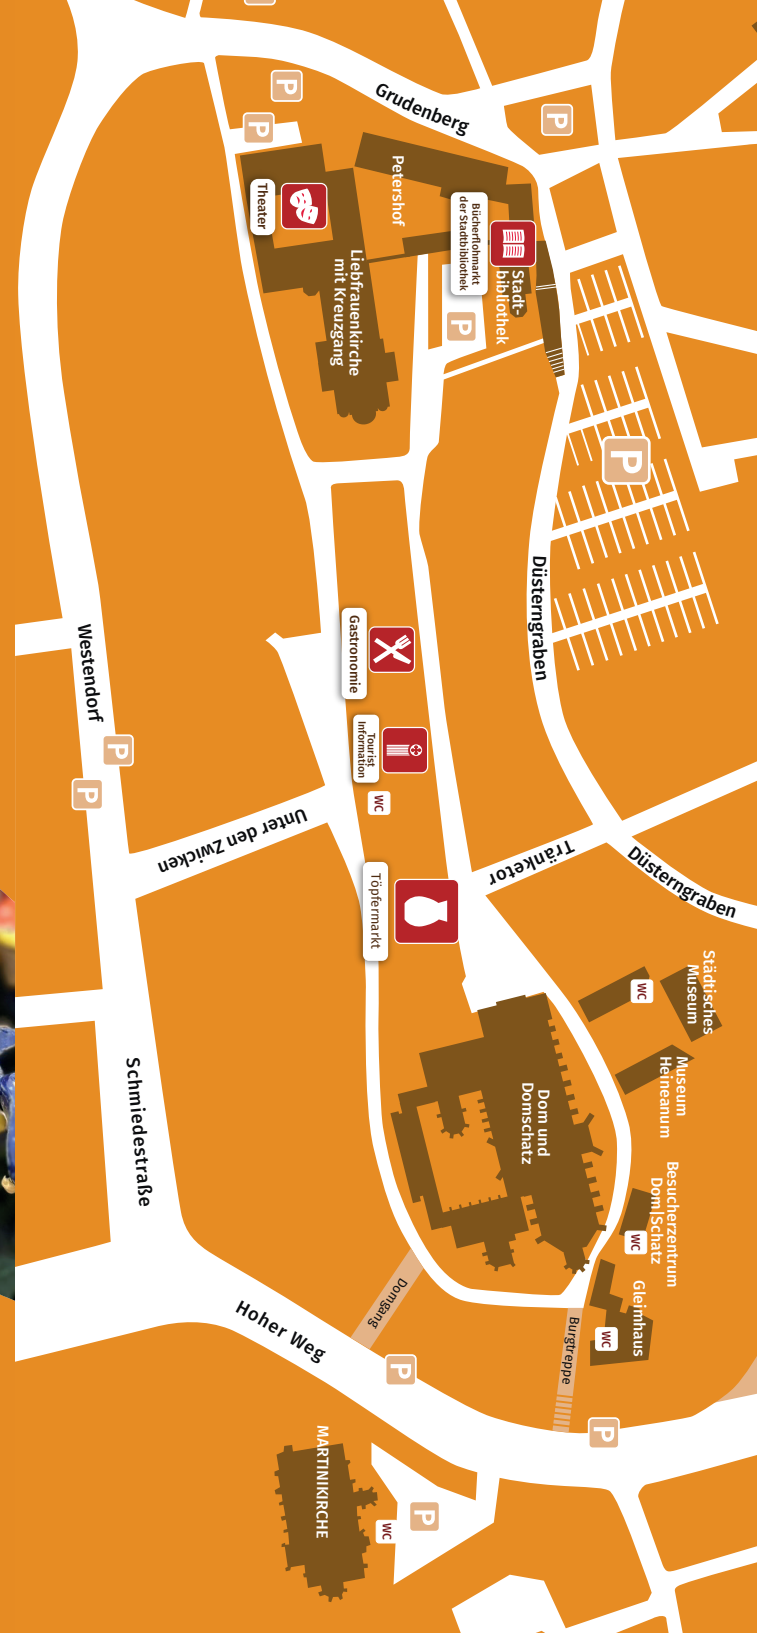 P
P
P
Grudenberg
Petershof
Theater
Bücherflohmarkt
der Stadtbibliothek
Stadt-
bibliothek
Liebfrauenkirche
mit Kreuzgang
P
P
Düsterngraben
Gastronomie
Westendorf
Tourist
Information
P
P
WC
Unter den Zwicken
Tränketor
Düsterngraben
Töpfermarkt
Städtisches
Museum
WC
Museum
Heineanum
Dom und
Domschatz
Schmiedestraße
Besucherzentrum
Dom|Schatz
WC
Gleimhaus
WC
Domgang
Burgtreppe
Hoher Weg
P
P
MARTINIKIRCHE
P
WC